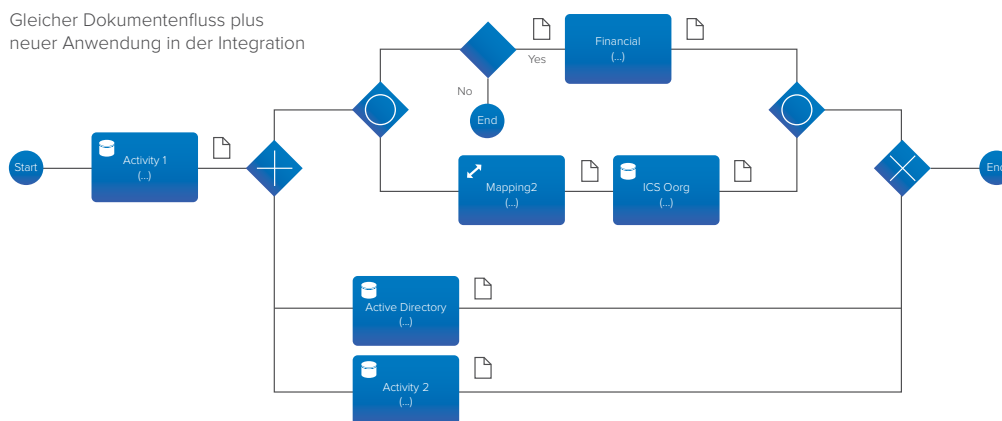 Gleicher Dokumentenfluss plus
neuer Anwendung in der Integration
Start
Activity 1
(...)
Yes
No
End
Financial
(...)
Mapping2
(...)
ICS Oorg
(...)
End
Active Directory
(...)
Activity 2
(...)